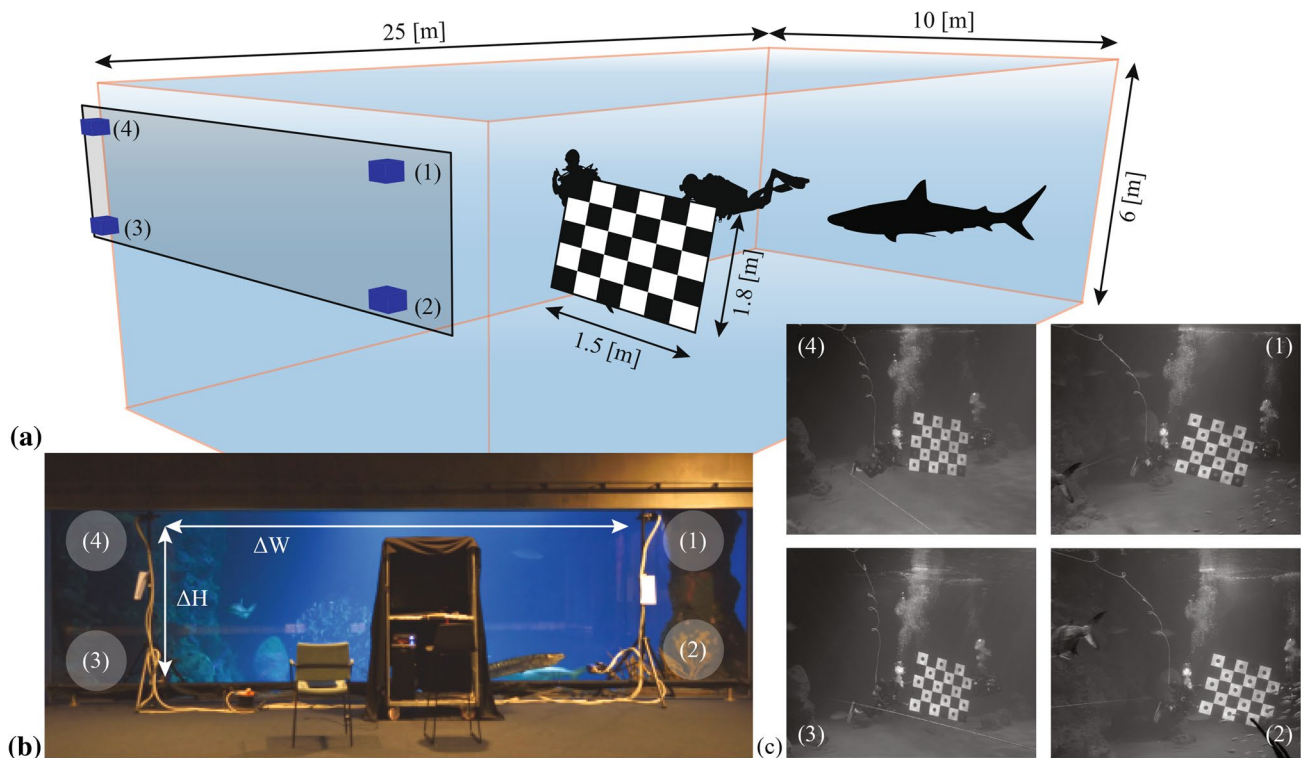 25 [m]
10 [m]
(4)
(1)
(3)
(2)
6 [m]
1.8 [m]
1.5 [m]
(a)
(4)
(1)
ΔW
ΔH
(3)
(2)
(b)
(4)
(1)
(3)
(2)
(c)